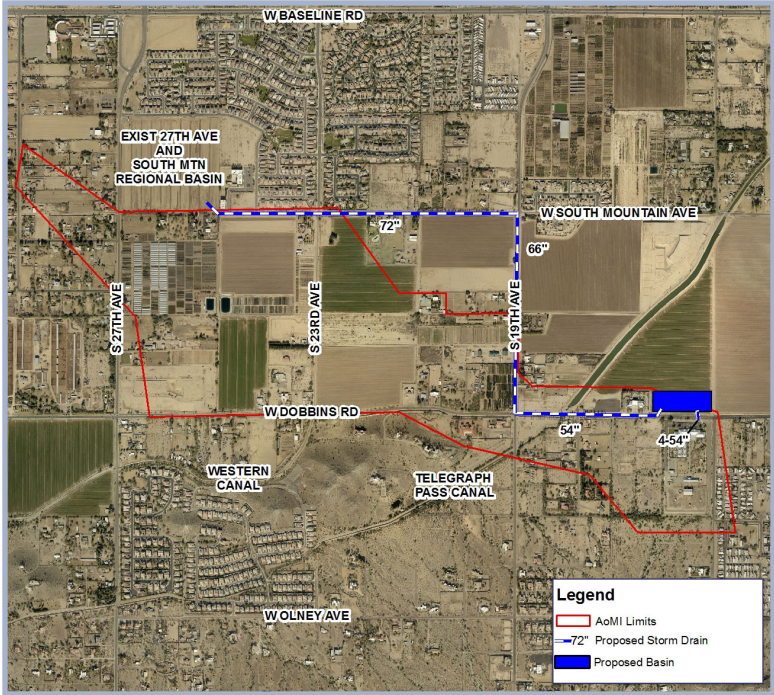 W BASELINE RD
EXIST 27TH AVE
AND
SOUTH MTN
REGIONAL BASIN
W SOUTH MOUNTAIN AVE
72"
66"
S 27TH AVE
S 23RD AVE
S 19TH AVE
W DOBBINS RD
54"
4-54"
WESTERN
CANAL
TELEGRAPH
PASS CANAL
W OLNEY AVE
Legend
AoMI Limits
72" Proposed Storm Drain
Proposed Basin